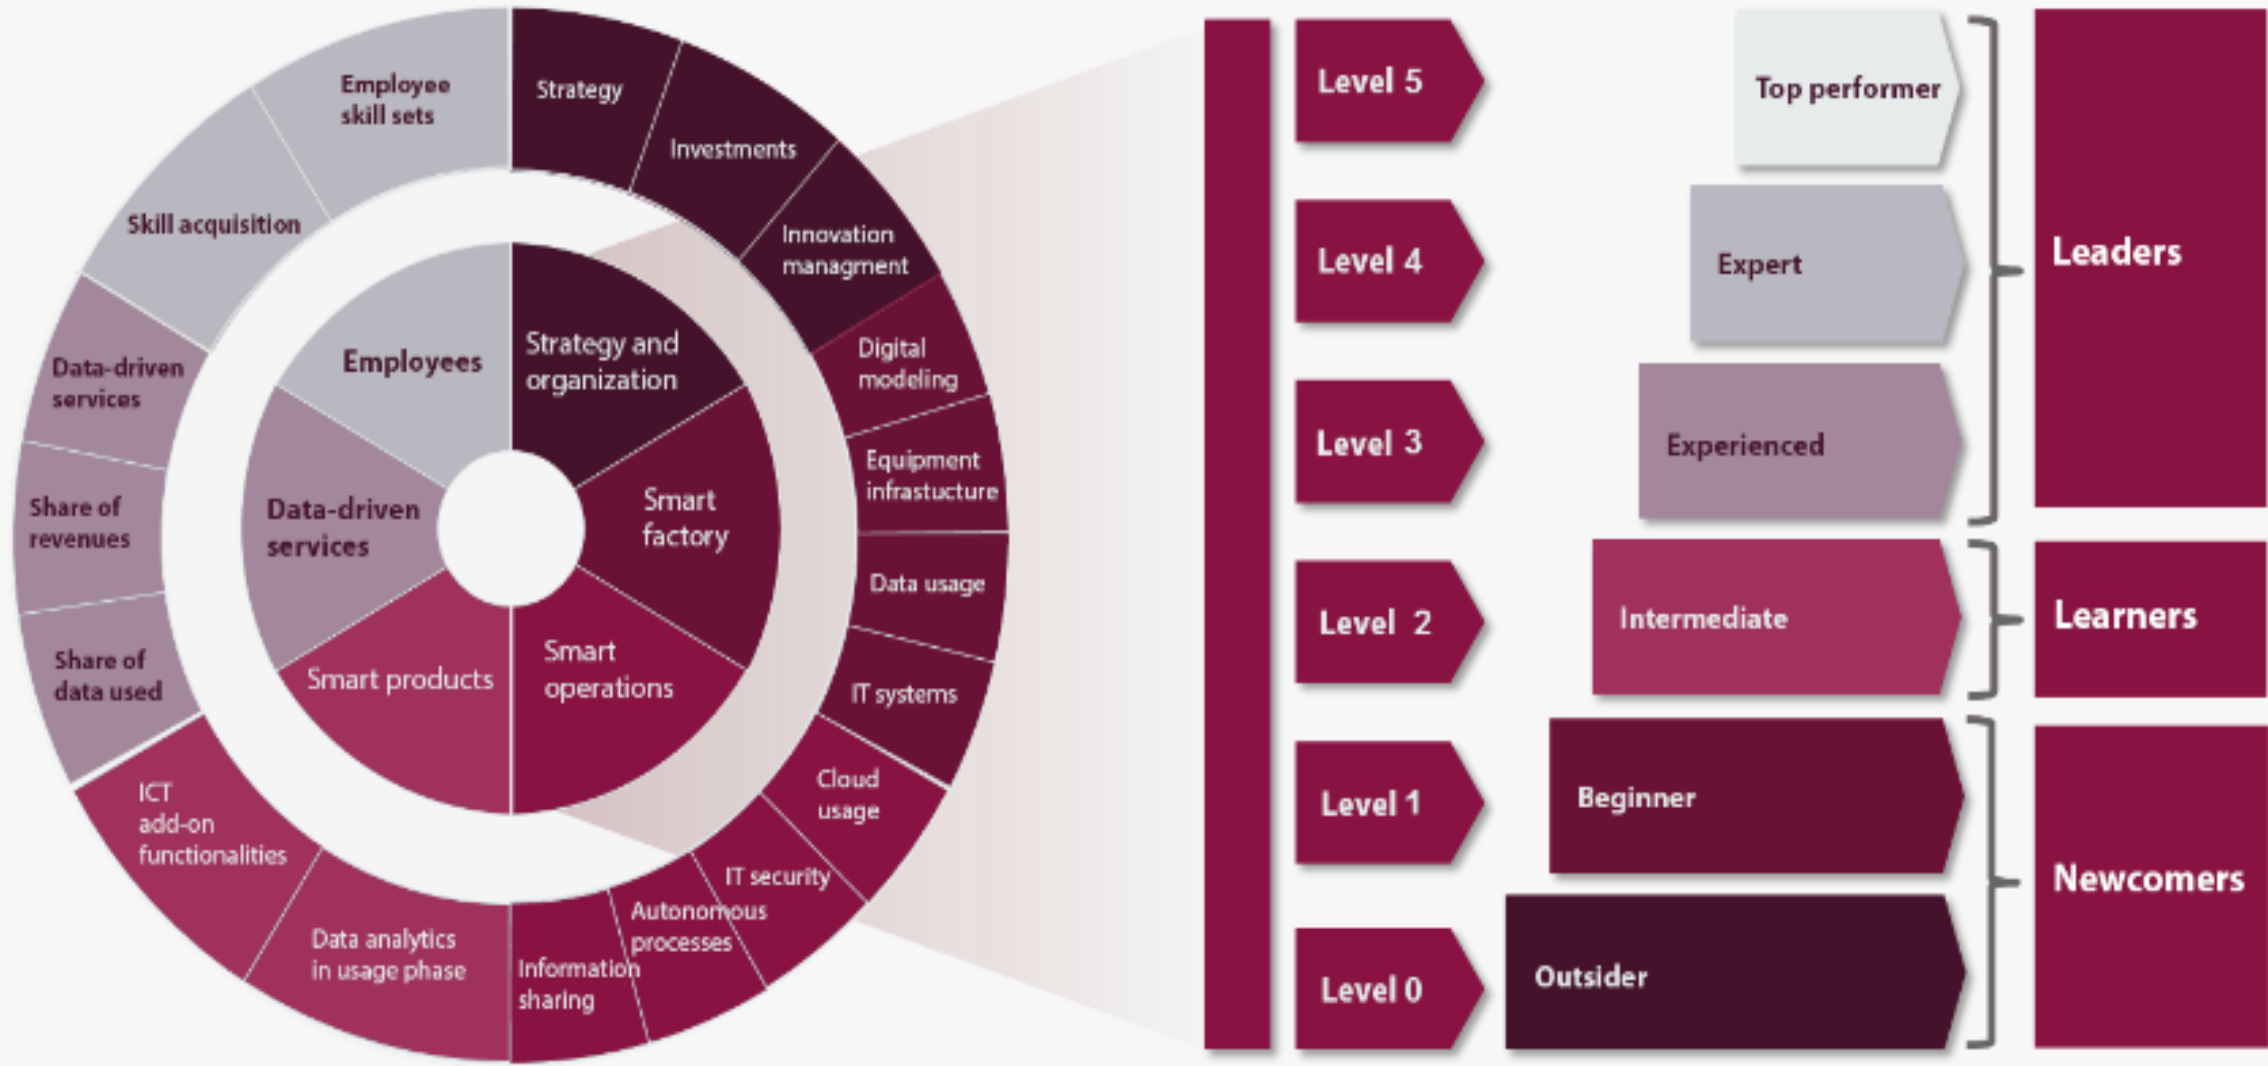 Employee
skill sets
Strategy
Investments
Innovation
managment
Digital
modeling
Equipment
infrastucture
Data usage
IT systems
Cloud
usage
IT security
Autonomous
processes
Information
sharing
Data analytics
in usage phase
ICT
add-on
functionalities
Share of
data used
Share of
revenues
Data-driven
services
Skill acquisition
Employees
Strategy and
organization
Smart
factory
Smart
operations
Smart products
Data-driven
services
Level 5
Top performer
Level 4
Expert
Level 3
Experienced
Leaders
Level 2
Intermediate
Learners
Level 1
Beginner
Level 0
Outsider
Newcomers